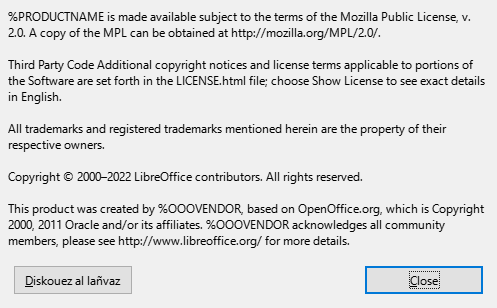 %PRODUCTNAME is made available subject to the terms of the Mozilla Public License, v.
2.0. A copy of the MPL can be obtained at http://mozilla.org/MPL/2.0/.
Third Party Code Additional copyright notices and license terms applicable to portions of
the Software are set forth in the LICENSE.html file; choose Show License to see exact details
in English.
All trademarks and registered trademarks mentioned herein are the property of their
respective owners.
Copyright © 2000–2022 LibreOffice contributors. All rights reserved.
This product was created by %OOOVENDOR, based on OpenOffice.org, which is Copyright
2000, 2011 Oracle and/or its affiliates. %OOOVENDOR acknowledges all community
members, please see http://www.libreoffice.org/ for more details.
Diskouez al lañvaz
Close